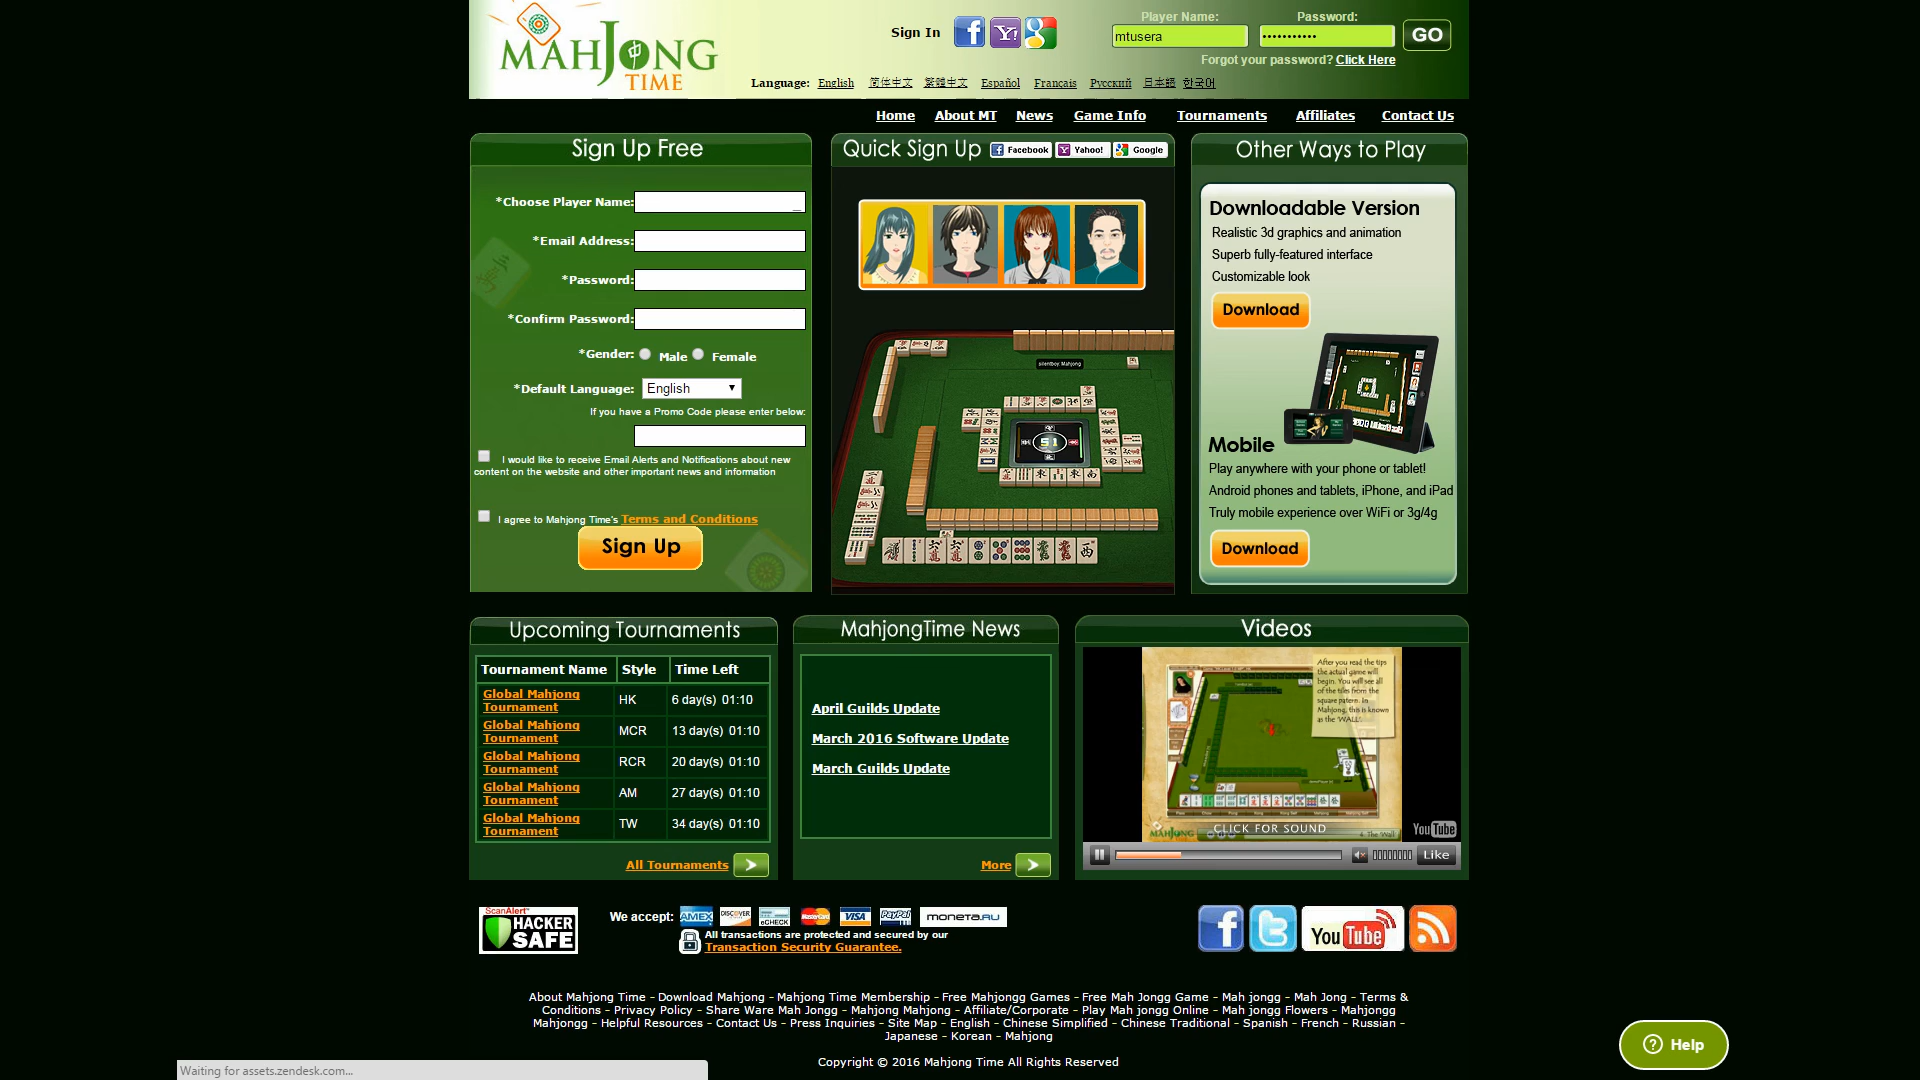 MAHJONG
TIME
Sign In
Player Name:
Password:
mtusera
GO
Forgot your password? Click Here
Language: English 简体中文 繁體中文 Español Français Русский 日本語 한국어
Home About MT News Game Info Tournaments Affiliates Contact Us
Sign Up Free
*Choose Player Name:
*Email Address:
*Password:
*Confirm Password:
*Gender: Male Female
*Default Language: English
If you have a Promo Code please enter below:
I would like to receive Email Alerts and Notifications about new
content on the website and other important news and information
I agree to Mahjong Time's Terms and Conditions
Sign Up
Quick Sign Up Facebook Yahoo! Google
silentboy: Mahjong
51
Other Ways to Play
Downloadable Version
Realistic 3d graphics and animation
Superb fully-featured interface
Customizable look
Download
Mobile
Play anywhere with your phone or tablet!
Android phones and tablets, iPhone, and iPad
Truly mobile experience over WiFi or 3g/4g
Download
Upcoming Tournaments
Tournament Name Style Time Left
Global Mahjong
Tournament HK 6 day(s) 01:10
Global Mahjong
Tournament MCR 13 day(s) 01:10
Global Mahjong
Tournament RCR 20 day(s) 01:10
Global Mahjong
Tournament AM 27 day(s) 01:10
Global Mahjong
Tournament TW 34 day(s) 01:10
All Tournaments
MahjongTime News
April Guilds Update
March 2016 Software Update
March Guilds Update
More
Videos
After you read the tips
the actual game will
begin. You will see all
of the tiles from the
square patern. In
Mahjong, this is known
as the 'WALL'.
CLICK FOR SOUND
MAHJONG
4. The 'Wall'
YouTube
Like
ScanAlert
HACKER
SAFE
We accept: AMEX DISCOVER eCHECK MasterCard VISA PayPal moneta.ru
All transactions are protected and secured by our
Transaction Security Guarantee.
YouTube
About Mahjong Time - Download Mahjong - Mahjong Time Membership - Free Mahjongg Games - Free Mah Jongg Game - Mah jongg - Mah Jong - Terms &
Conditions - Privacy Policy - Share Ware Mah Jongg - Mahjong Mahjong - Affiliate/Corporate - Play Mah jongg Online - Mah jongg Flowers - Mahjongg
Mahjongg - Helpful Resources - Contact Us - Press Inquiries - Site Map - English - Chinese Simplified - Chinese Traditional - Spanish - French - Russian -
Japanese - Korean - Mahjong
Copyright © 2016 Mahjong Time All Rights Reserved
Help
Waiting for assets.zendesk.com...